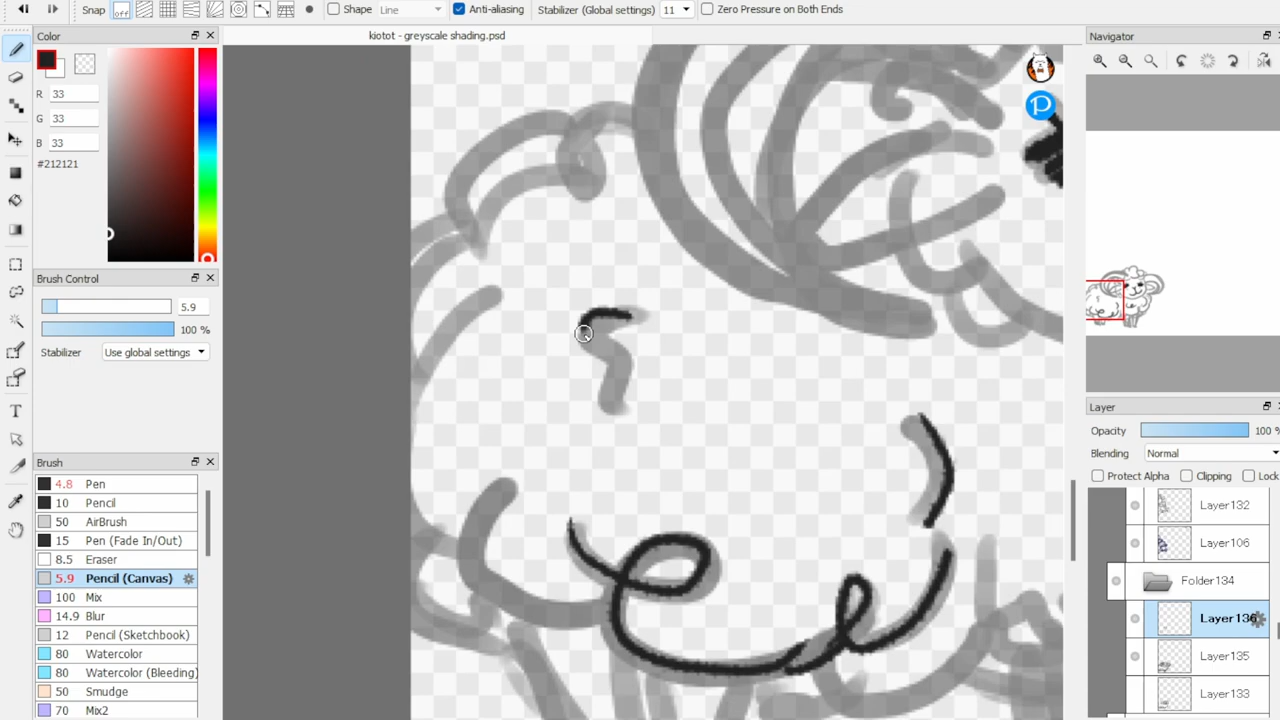 Snap
Shape
Line
Anti-aliasing
Stabilizer (Global settings)
11
Zero Pressure on Both Ends
Color
kiotot - greyscale shading.psd
Navigator
R 33
G 33
B 33
#212121
Brush Control
5.9
100 %
Stabilizer
Use global settings
Brush
4.8 Pen
10 Pencil
50 AirBrush
15 Pen (Fade In/Out)
8.5 Eraser
5.9 Pencil (Canvas)
100 Mix
14.9 Blur
12 Pencil (Sketchbook)
80 Watercolor
80 Watercolor (Bleeding)
50 Smudge
70 Mix2
Layer
Opacity
100 %
Blending
Normal
Protect Alpha
Clipping
Lock
Layer132
Layer106
Folder134
Layer136
Layer135
Layer133
T
P